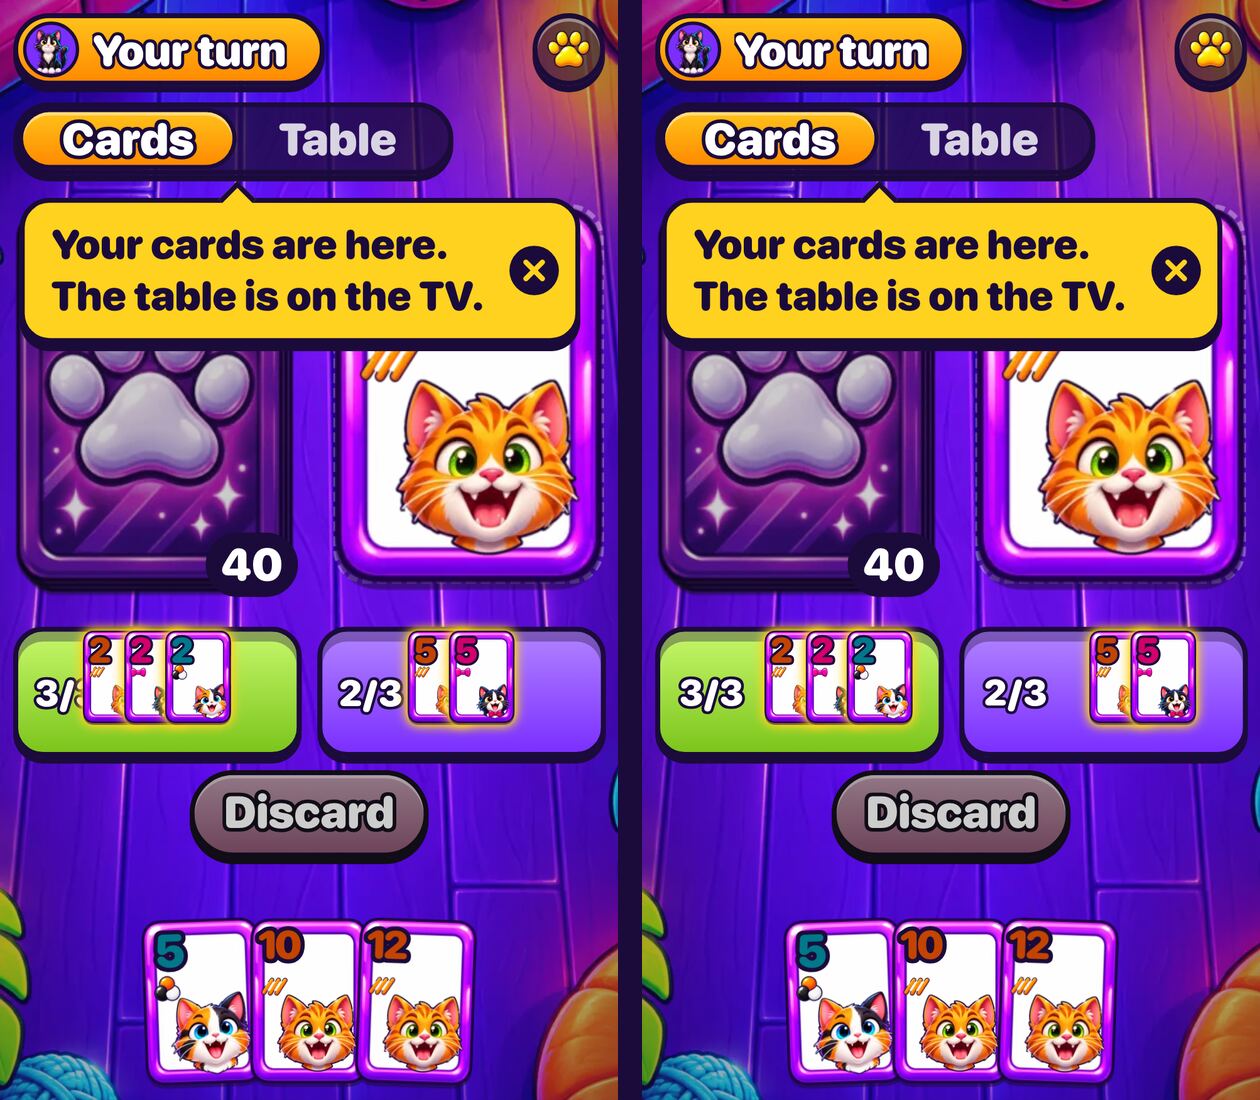 Your turn
Cards Table
Your cards are here.
The table is on the TV.
40
3/
2 2 2
2/3
5 5
Discard
5 10 12
Your turn
Cards Table
Your cards are here.
The table is on the TV.
40
3/3
2 2 2
2/3
5 5
Discard
5 10 12